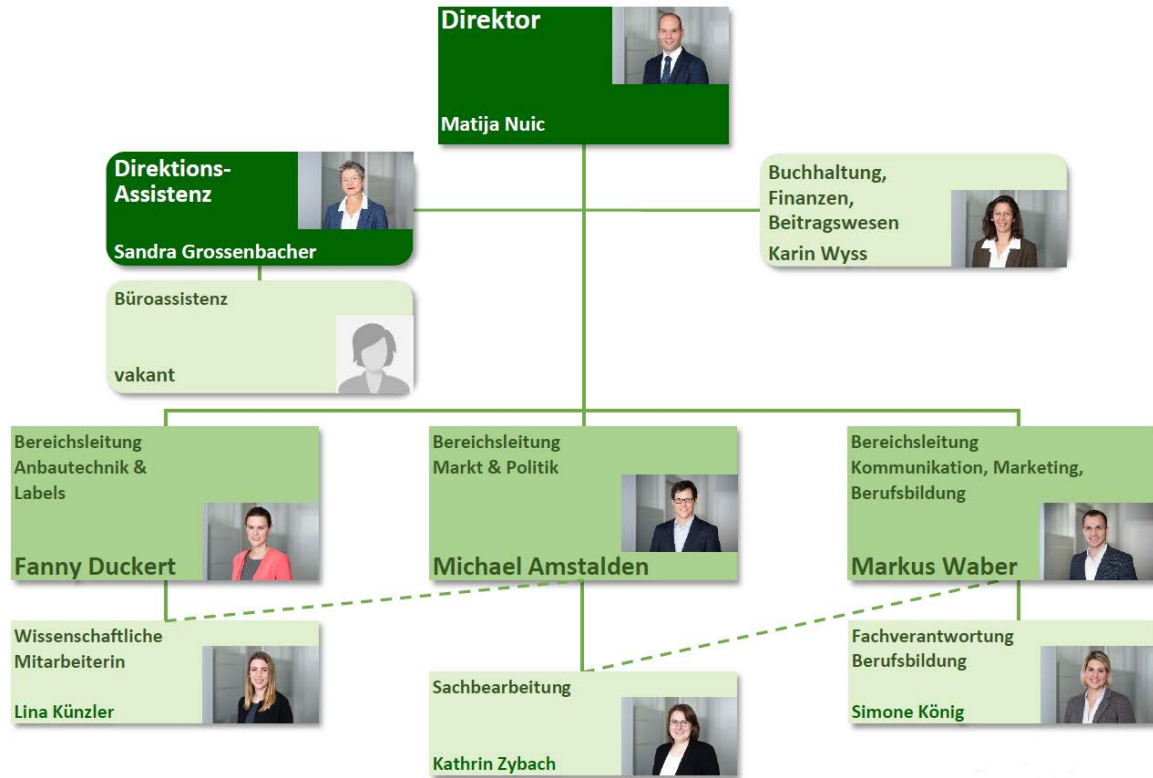 Direktor
Matija Nuic
Direktions-
Assistenz
Sandra Grossenbacher
Buchhaltung,
Finanzen,
Beitragswesen
Karin Wyss
Büroassistenz
vakant
Bereichsleitung
Anbautechnik &
Labels
Fanny Duckert
Bereichsleitung
Markt & Politik
Michael Amstalden
Bereichsleitung
Kommunikation, Marketing,
Berufsbildung
Markus Waber
Wissenschaftliche
Mitarbeiterin
Lina Künzler
Sachbearbeitung
Kathrin Zybach
Fachverantwortung
Berufsbildung
Simone König